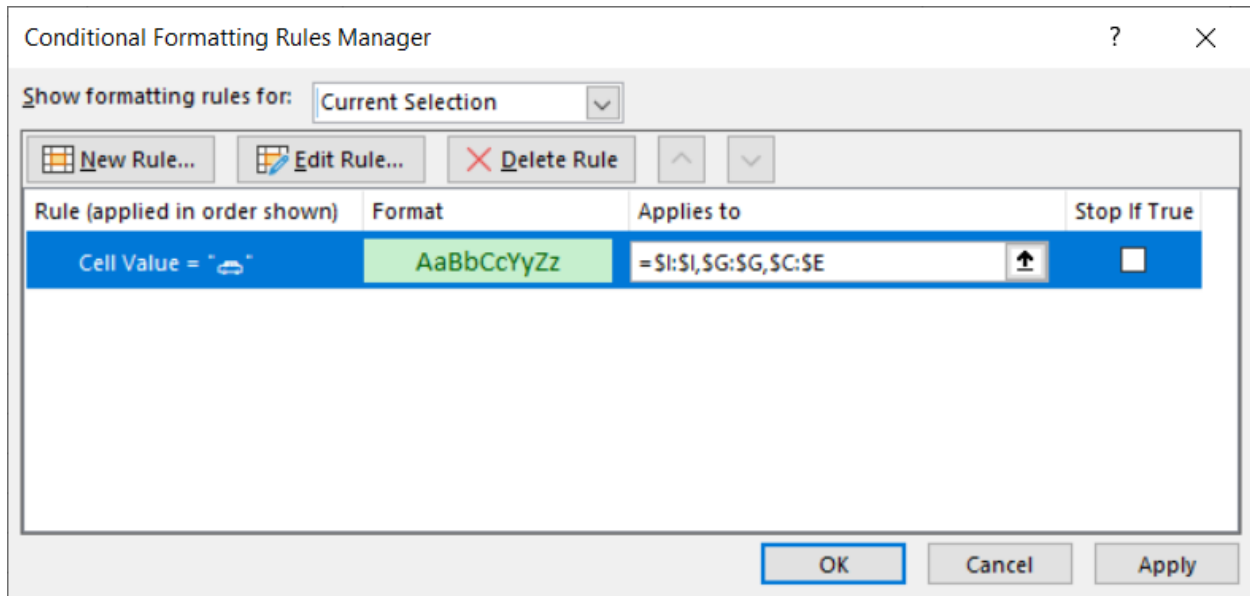 Conditional Formatting Rules Manager ?
Show formatting rules for: Current Selection
New Rule... Edit Rule... Delete Rule
Rule (applied in order shown) Format Applies to Stop If True
Cell Value = "🚗" AaBbCcYyZz =$I:$I,$G:$G,$C:$E
OK Cancel Apply